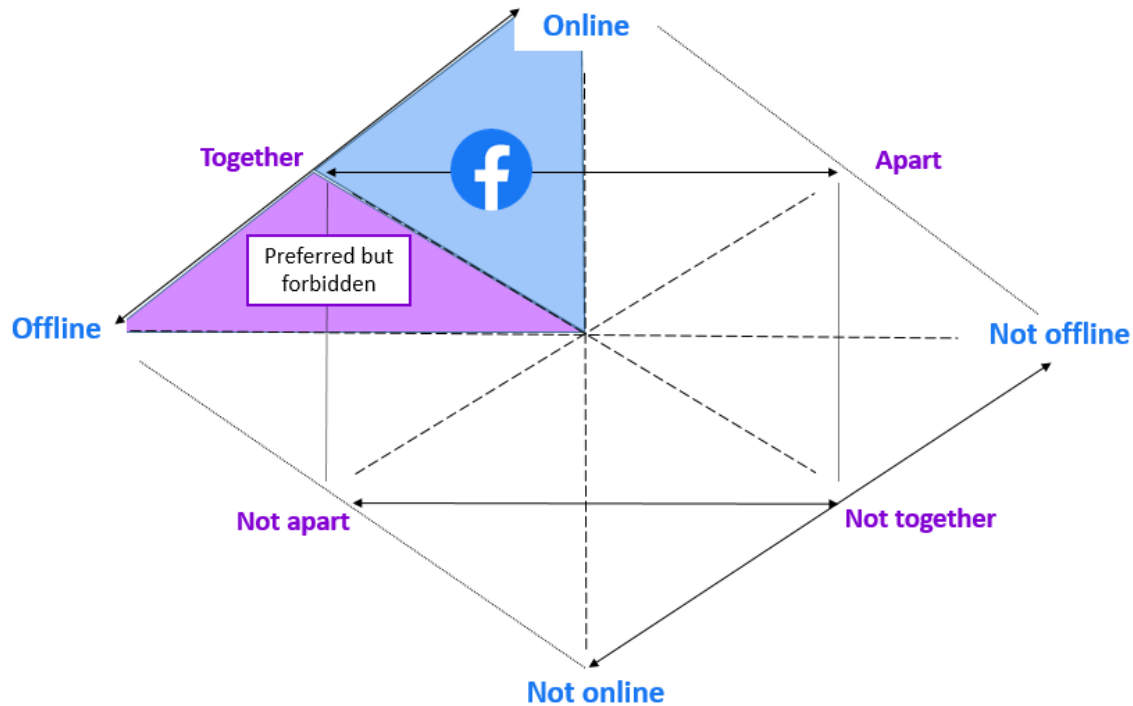 Online
Together
Apart
Preferred but
forbidden
Offline
Not offline
Not apart
Not together
Not online